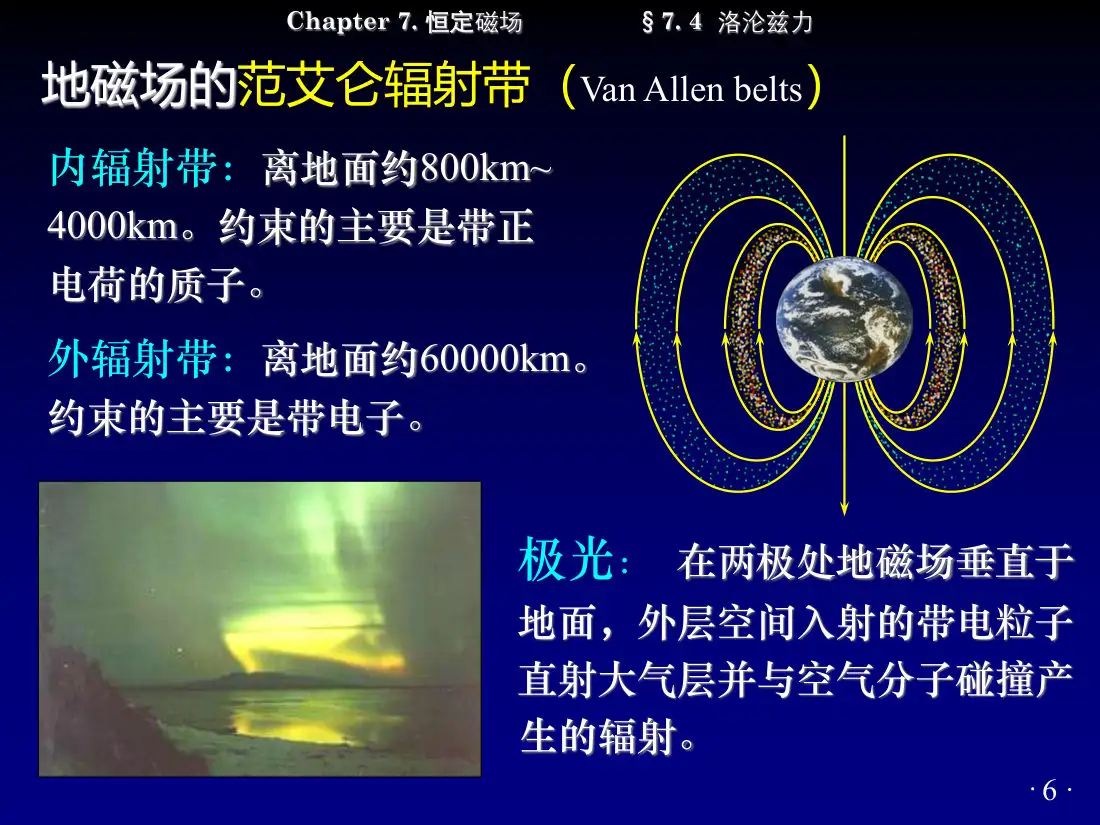 Chapter 7. 恒定磁场 §7. 4 洛沦兹力
地磁场的范艾仑辐射带（Van Allen belts）
内辐射带：离地面约800km~
4000km。约束的主要是带正
电荷的质子。
外辐射带：离地面约60000km。
约束的主要是带电子。
极光： 在两极处地磁场垂直于
地面，外层空间入射的带电粒子
直射大气层并与空气分子碰撞产
生的辐射。
· 6 ·